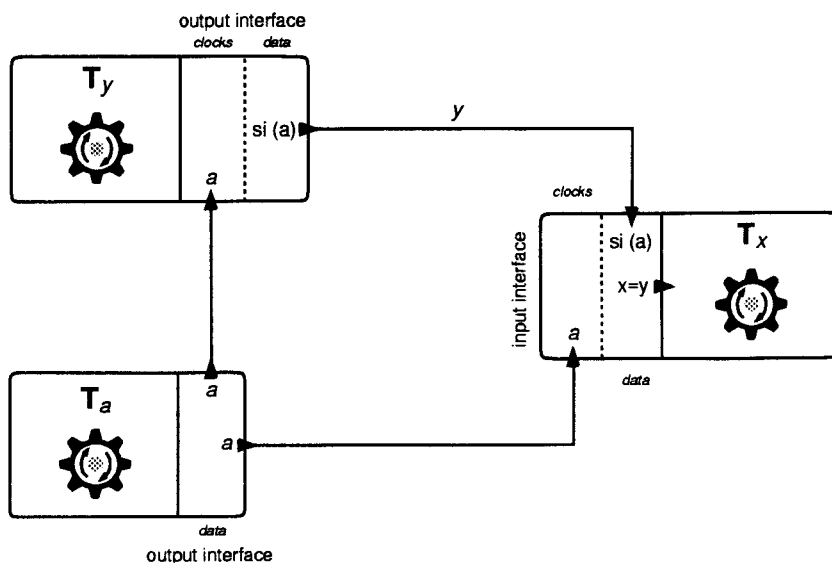 output interface
clocks data
Ty
si (a)
y
a
clocks
input interface
si (a)
Tx
x=y
a
data
Ta
a
a
data
output interface